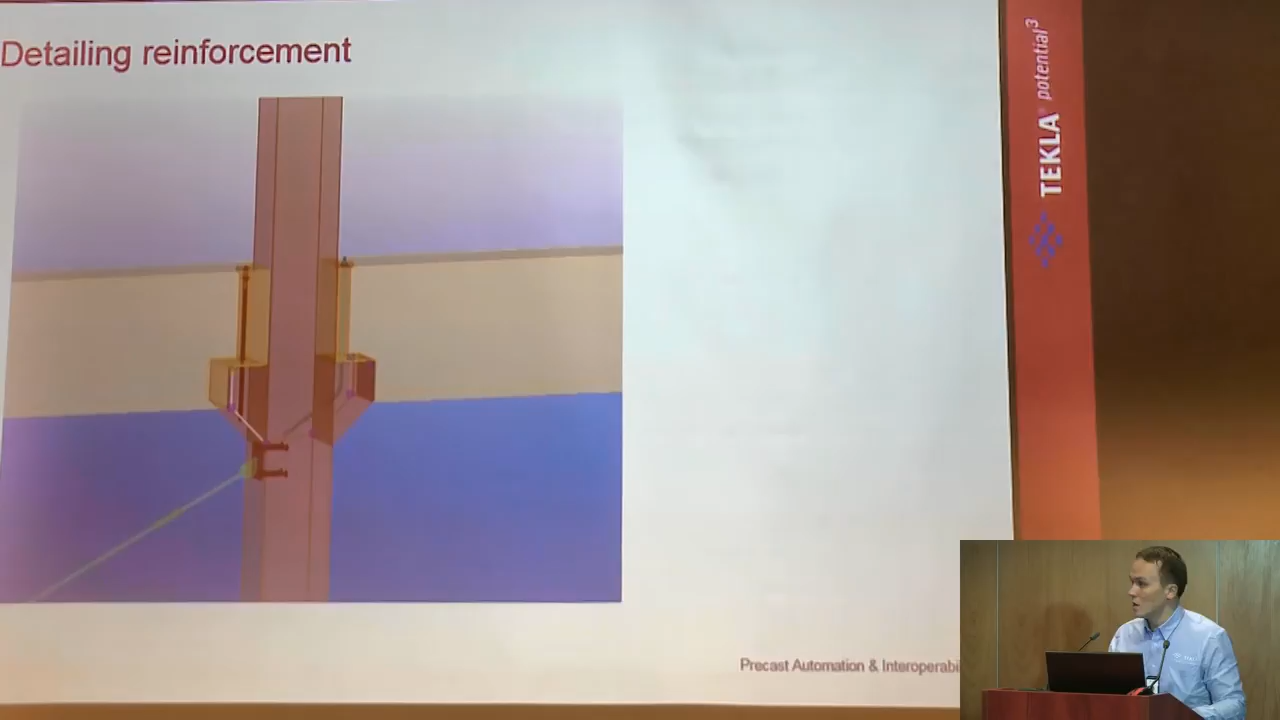 Detailing reinforcement
TEKLA potential³
Precast Automation & Interoperabi